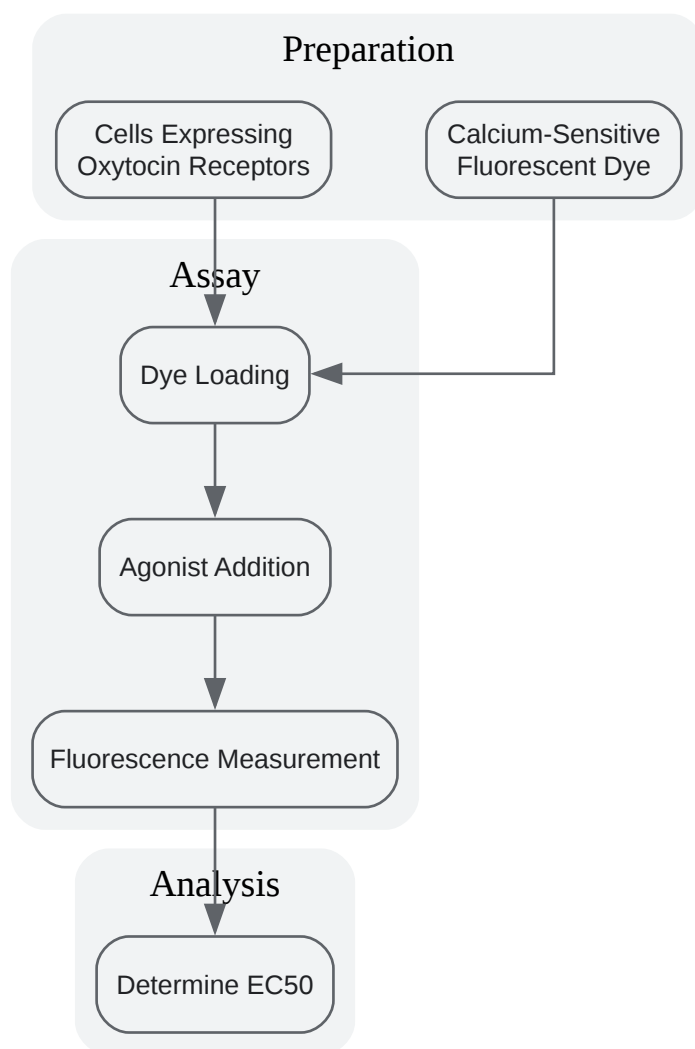 Preparation
Cells Expressing
Oxytocin Receptors
Calcium-Sensitive
Fluorescent Dye
Assay
Dye Loading
Agonist Addition
Fluorescence Measurement
Analysis
Determine EC50